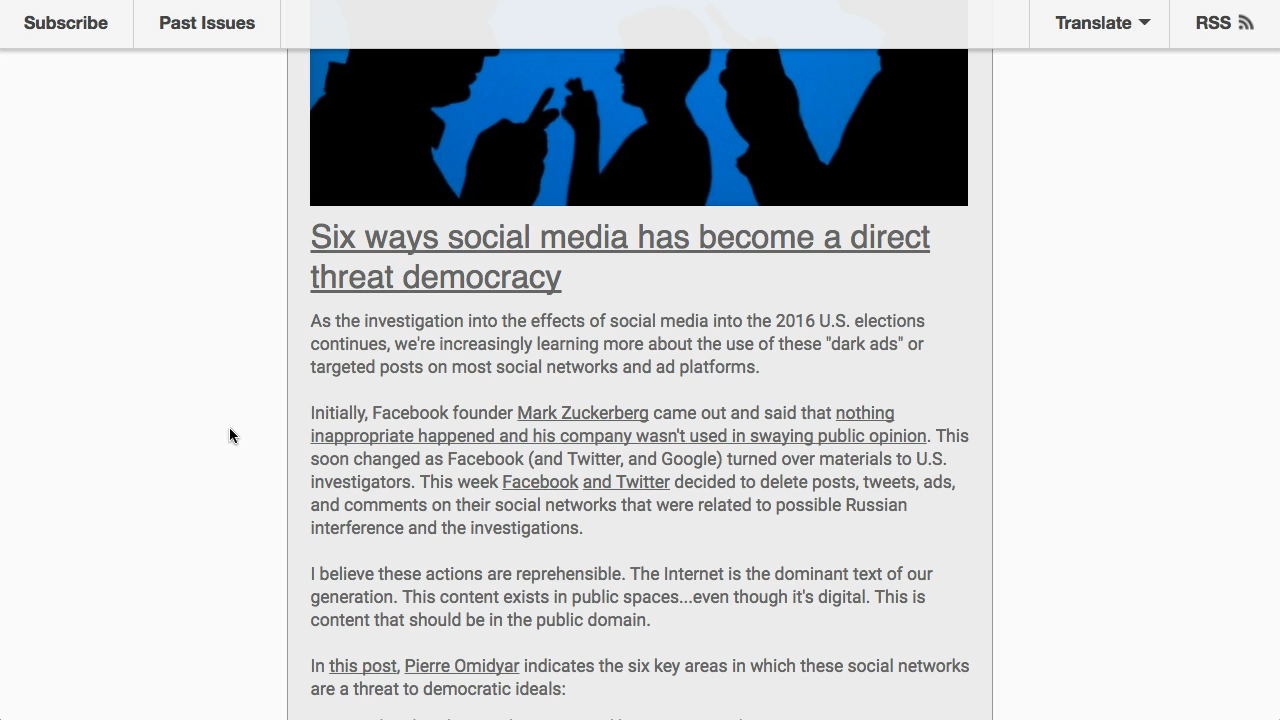 Subscribe
Past Issues
Translate
RSS
Six ways social media has become a direct
threat democracy
As the investigation into the effects of social media into the 2016 U.S. elections
continues, we're increasingly learning more about the use of these "dark ads" or
targeted posts on most social networks and ad platforms.
Initially, Facebook founder Mark Zuckerberg came out and said that nothing
inappropriate happened and his company wasn't used in swaying public opinion. This
soon changed as Facebook (and Twitter, and Google) turned over materials to U.S.
investigators. This week Facebook and Twitter decided to delete posts, tweets, ads,
and comments on their social networks that were related to possible Russian
interference and the investigations.
I believe these actions are reprehensible. The Internet is the dominant text of our
generation. This content exists in public spaces...even though it's digital. This is
content that should be in the public domain.
In this post, Pierre Omidyar indicates the six key areas in which these social networks
are a threat to democratic ideals: